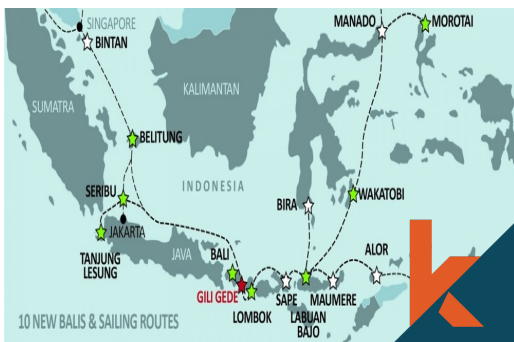 SINGAPORE
BINTAN
MANADO
MOROTAI
KALIMANTAN
SUMATRA
BELITUNG
INDONESIA
SERIBU
WAKATOBI
BIRA
JAKARTA
TANJUNG
LESUNG
JAVA
BALI
ALOR
GILI GEDE
LOMBOK
SAPE
LABUAN
BAJO
MAUMERE
10 NEW BALIS & SAILING ROUTES
K